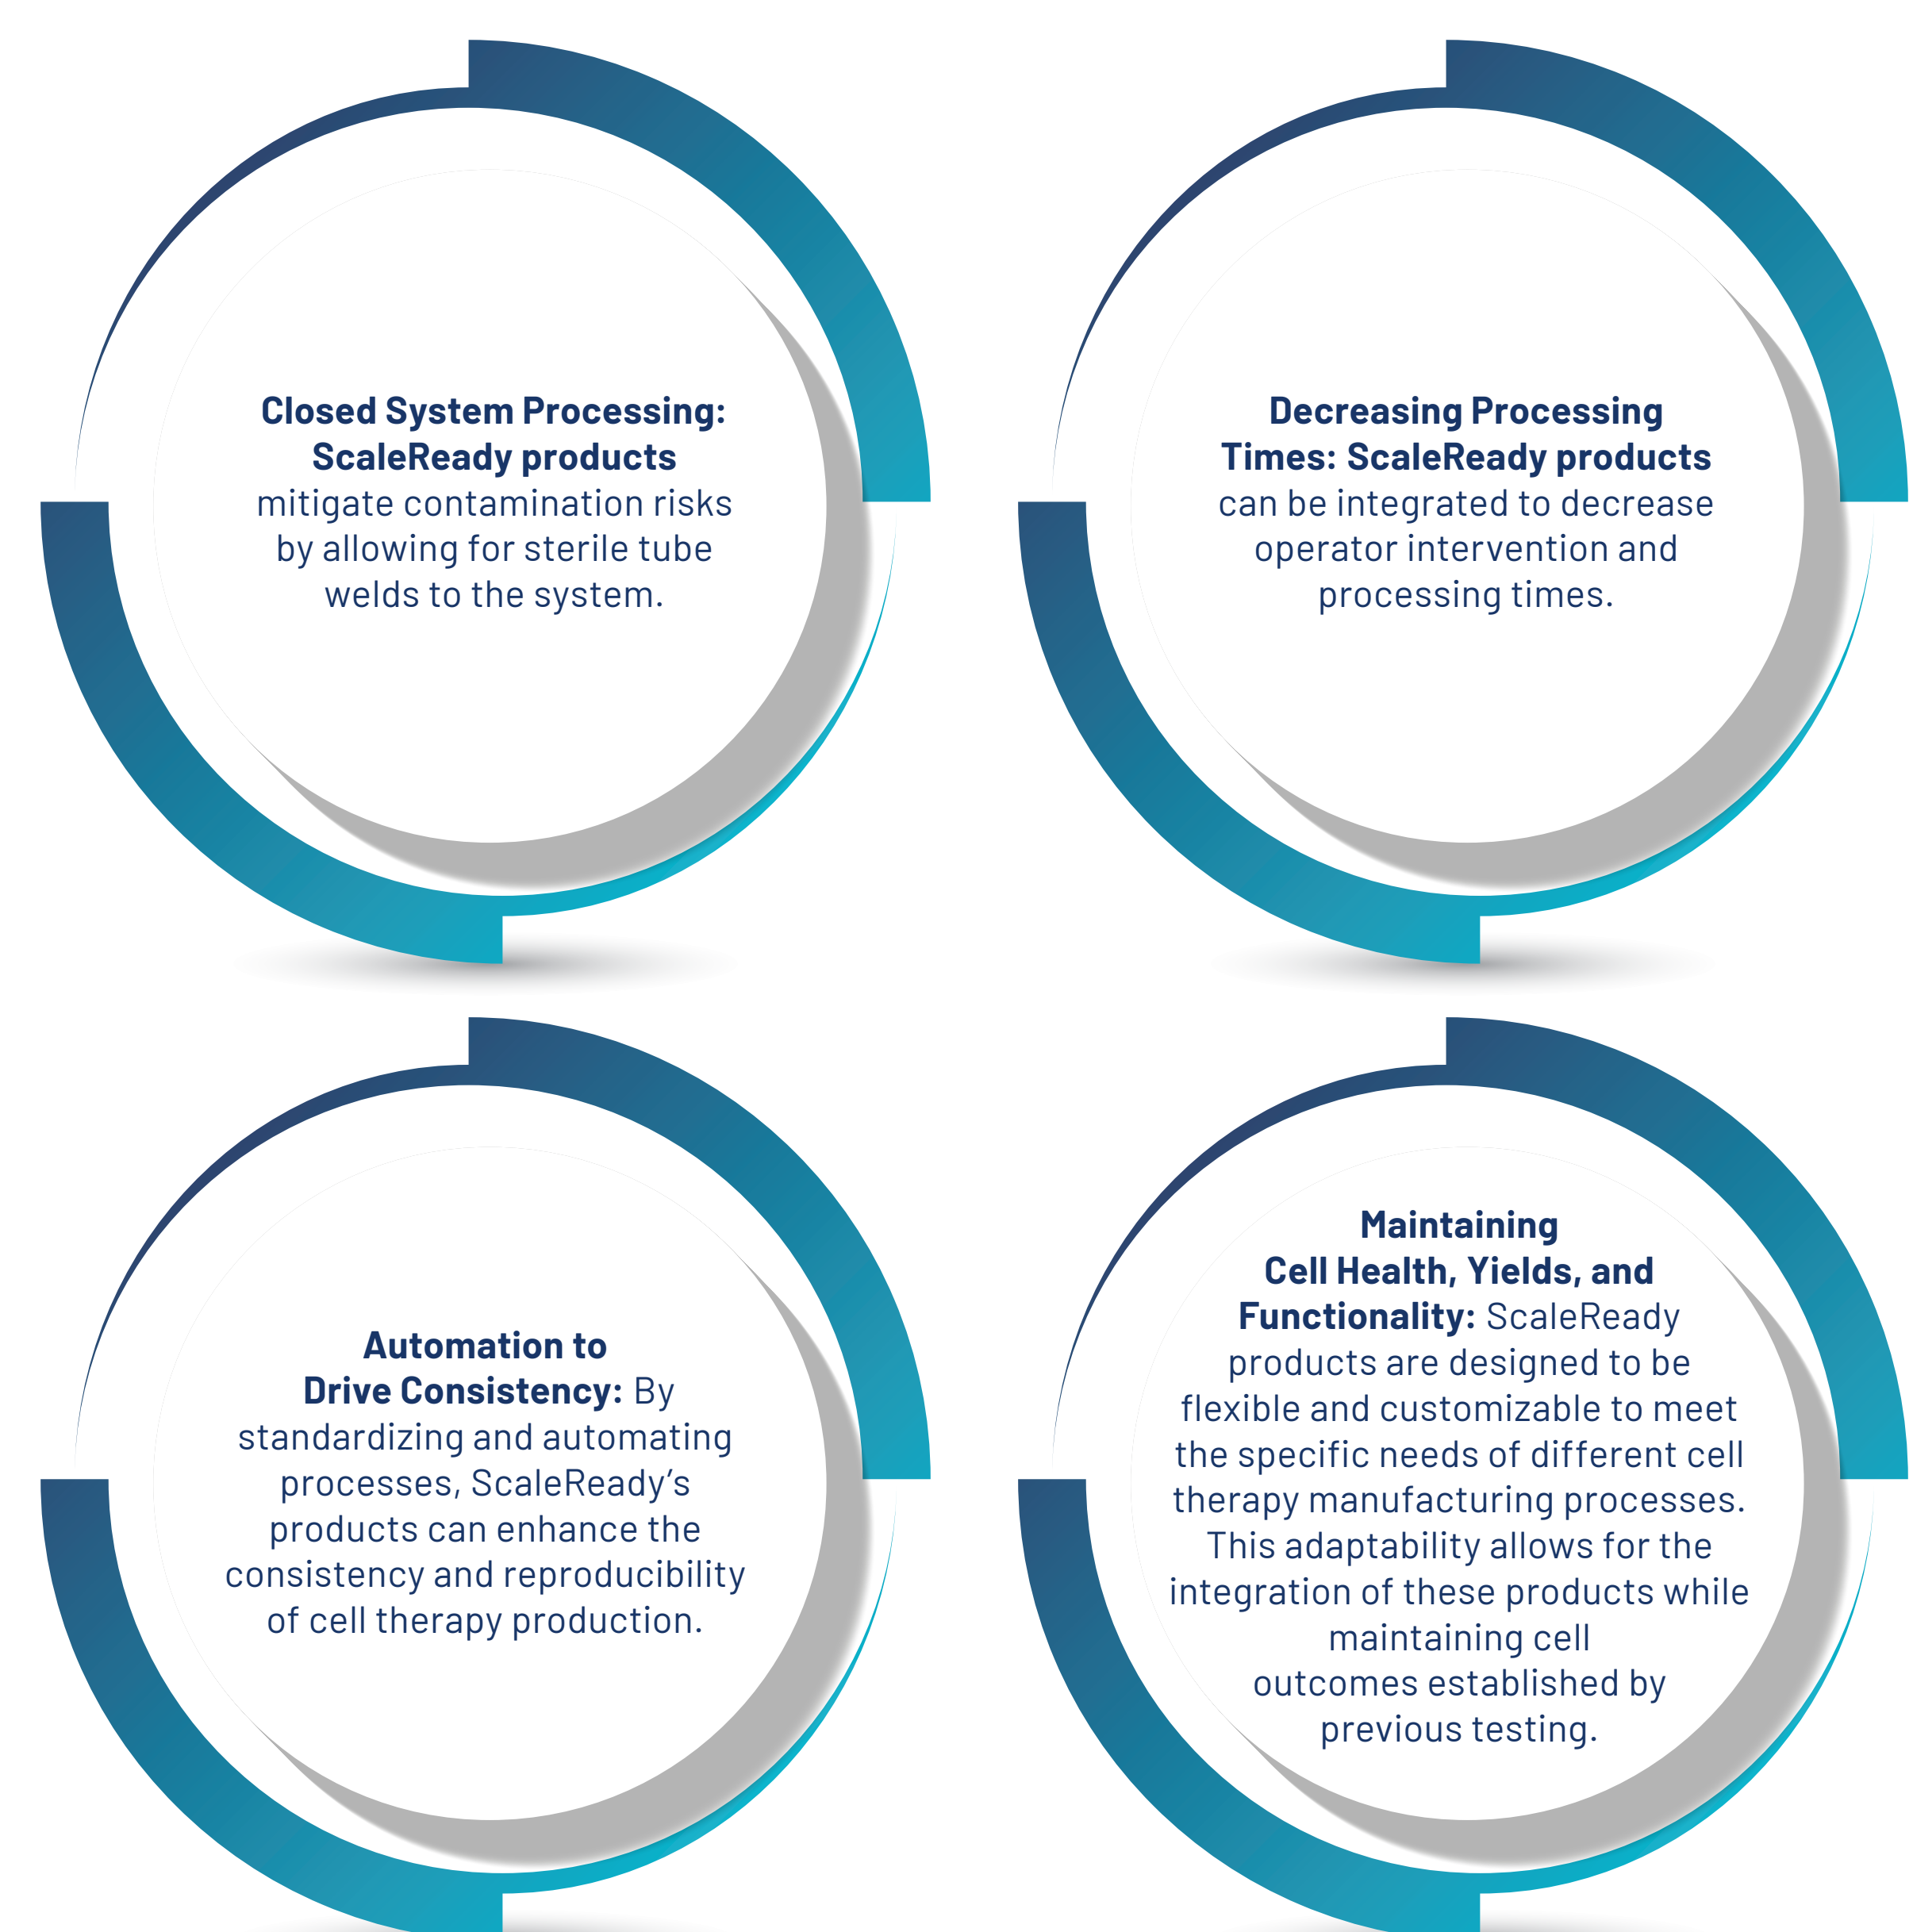 Closed System Processing:
ScaleReady products
mitigate contamination risks
by allowing for sterile tube
welds to the system.
Decreasing Processing
Times: ScaleReady products
can be integrated to decrease
operator intervention and
processing times.
Automation to
Drive Consistency: By
standardizing and automating
processes, ScaleReady’s
products can enhance the
consistency and reproducibility
of cell therapy production.
Maintaining
Cell Health, Yields, and
Functionality: ScaleReady
products are designed to be
flexible and customizable to meet
the specific needs of different cell
therapy manufacturing processes.
This adaptability allows for the
integration of these products while
maintaining cell
outcomes established by
previous testing.